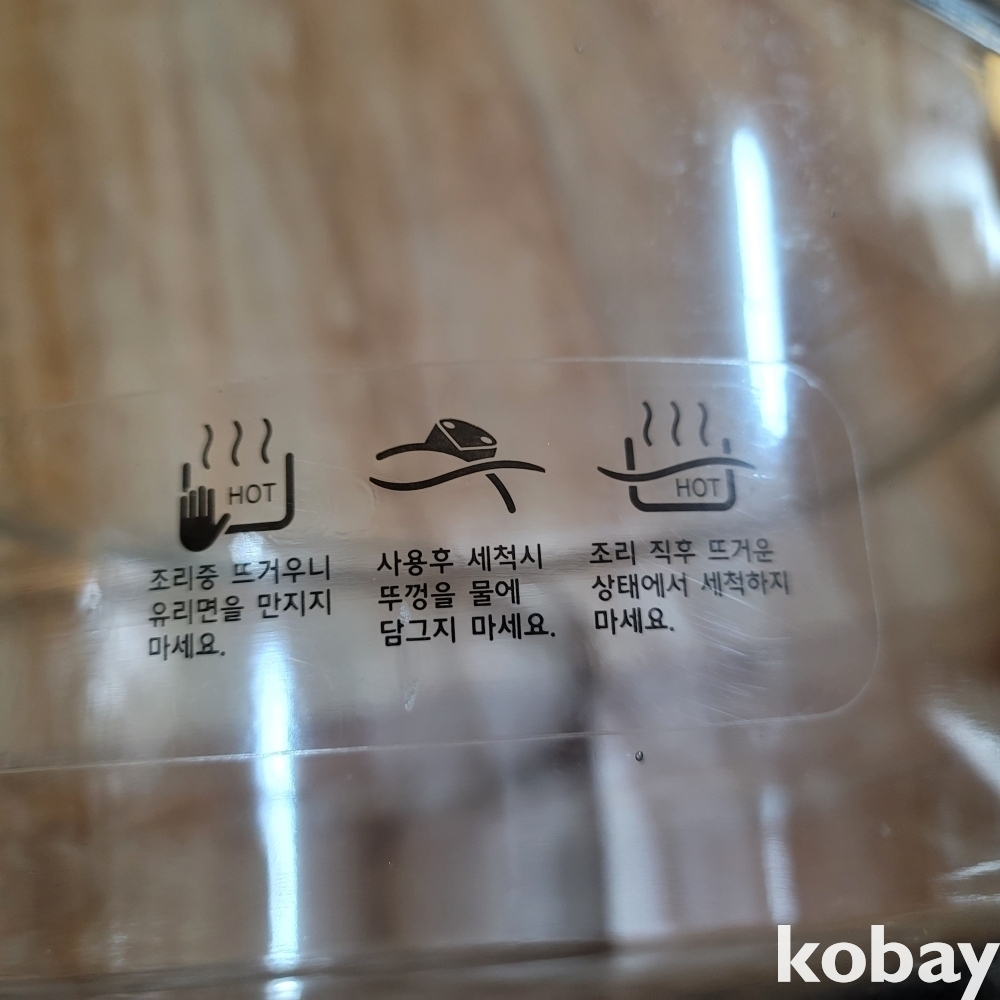 HOT
조리중 뜨거우니
유리면을 만지지
마세요.
사용후 세척시
뚜껑을 물에
담그지 마세요.
HOT
조리 직후 뜨거운
상태에서 세척하지
마세요.
kobay